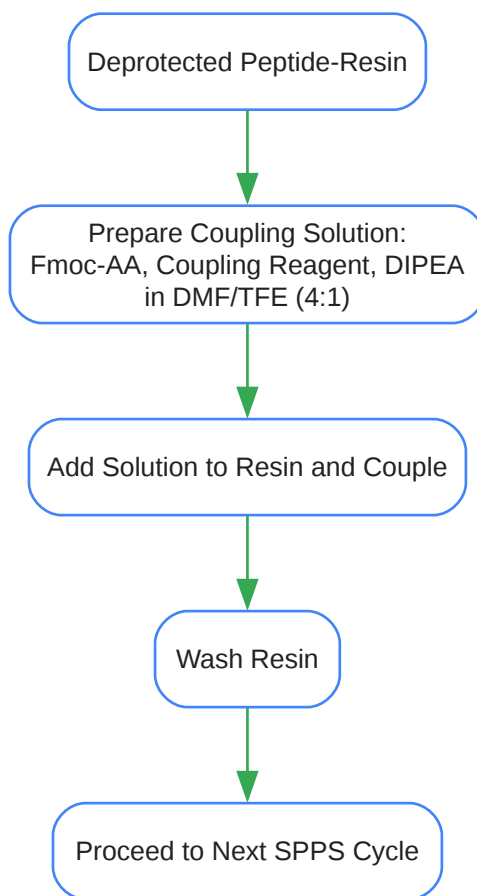 Deprotected Peptide-Resin
Prepare Coupling Solution:
Fmoc-AA, Coupling Reagent, DIPEA
in DMF/TFE (4:1)
Add Solution to Resin and Couple
Wash Resin
Proceed to Next SPPS Cycle